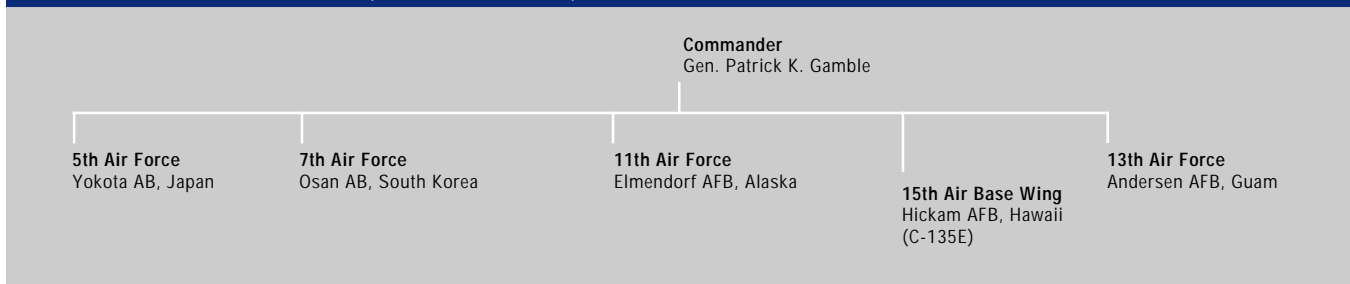 Commander
Gen. Patrick K. Gamble
5th Air Force
Yokota AB, Japan
7th Air Force
Osan AB, South Korea
11th Air Force
Elmendorf AFB, Alaska
15th Air Base Wing
Hickam AFB, Hawaii
(C-135E)
13th Air Force
Andersen AFB, Guam